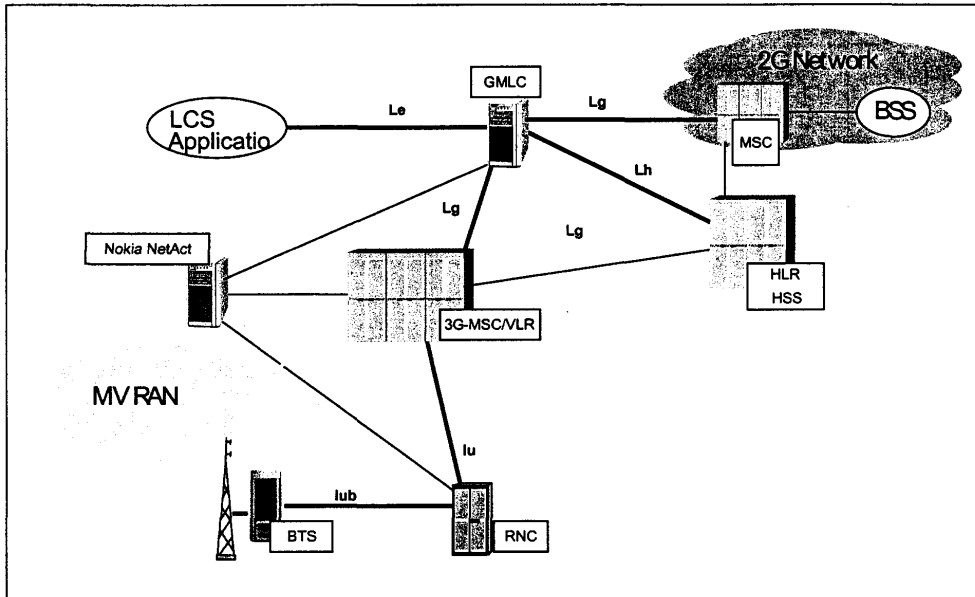 2G Network
GMLC
Le
Lg
LCS
Applicatio
BSS
MSC
Lh
Lg
Lg
Nokia NetAct
HLR
HSS
3G-MSC/VLR
MV RAN
Iu
Iub
BTS
RNC